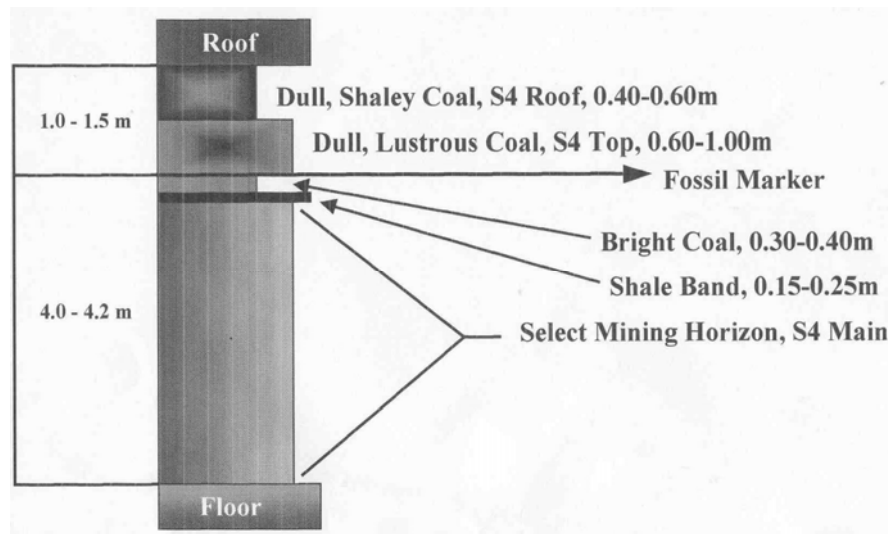 Roof
Dull, Shaley Coal, S4 Roof, 0.40-0.60m
1.0 - 1.5 m
Dull, Lustrous Coal, S4 Top, 0.60-1.00m
Fossil Marker
Bright Coal, 0.30-0.40m
Shale Band, 0.15-0.25m
4.0 - 4.2 m
Select Mining Horizon, S4 Main
Floor